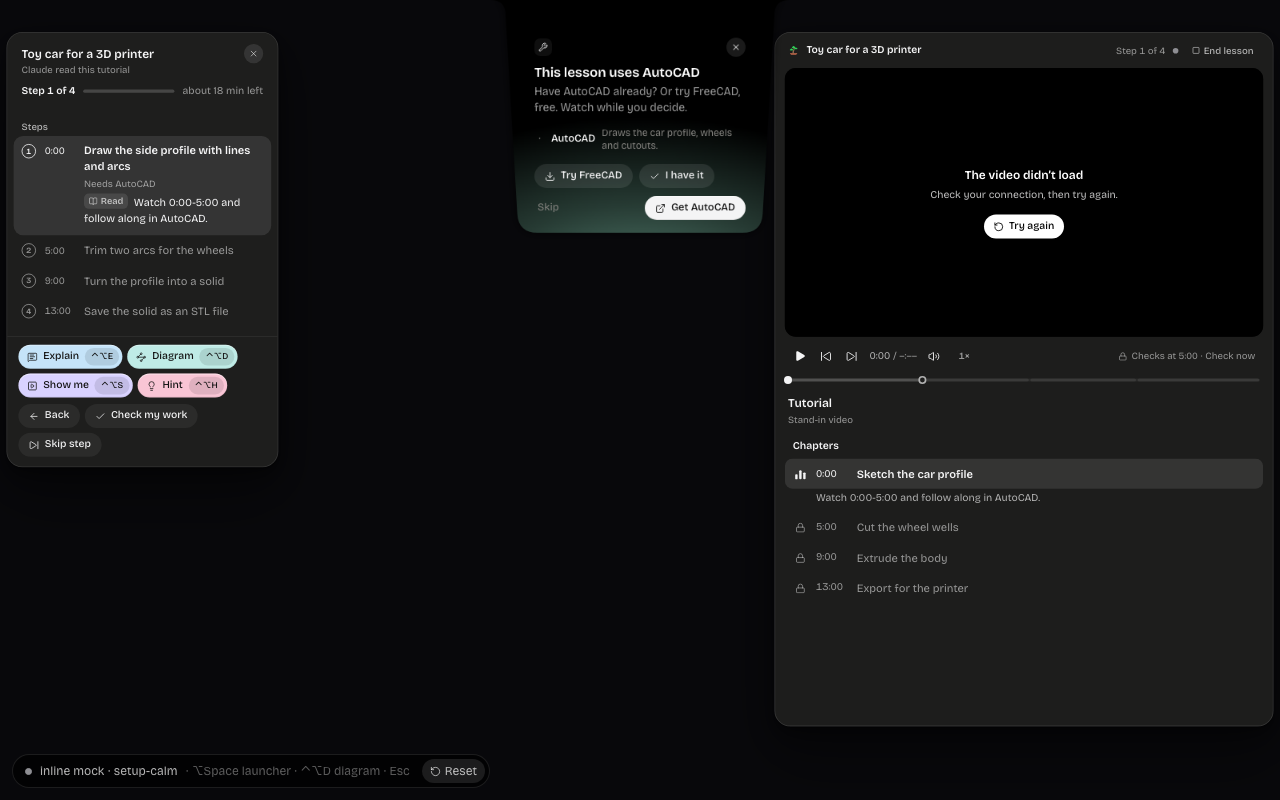 Toy car for a 3D printer
Claude read this tutorial
Step 1 of 4 about 18 min left
Steps
1 0:00 Draw the side profile with lines
and arcs
Needs AutoCAD
Read Watch 0:00-5:00 and
follow along in AutoCAD.
2 5:00 Trim two arcs for the wheels
3 9:00 Turn the profile into a solid
4 13:00 Save the solid as an STL file
Explain ^⌥E Diagram ^⌥D
Show me ^⌥S Hint ^⌥H
Back Check my work
Skip step
This lesson uses AutoCAD
Have AutoCAD already? Or try FreeCAD,
free. Watch while you decide.
· AutoCAD Draws the car profile, wheels
and cutouts.
Try FreeCAD I have it
Skip Get AutoCAD
Toy car for a 3D printer Step 1 of 4 End lesson
The video didn't load
Check your connection, then try again.
Try again
0:00 / –:–– 1× Checks at 5:00 · Check now
Tutorial
Stand-in video
Chapters
0:00 Sketch the car profile
Watch 0:00-5:00 and follow along in AutoCAD.
5:00 Cut the wheel wells
9:00 Extrude the body
13:00 Export for the printer
inline mock · setup-calm · ⌥Space launcher · ^⌥D diagram · Esc Reset